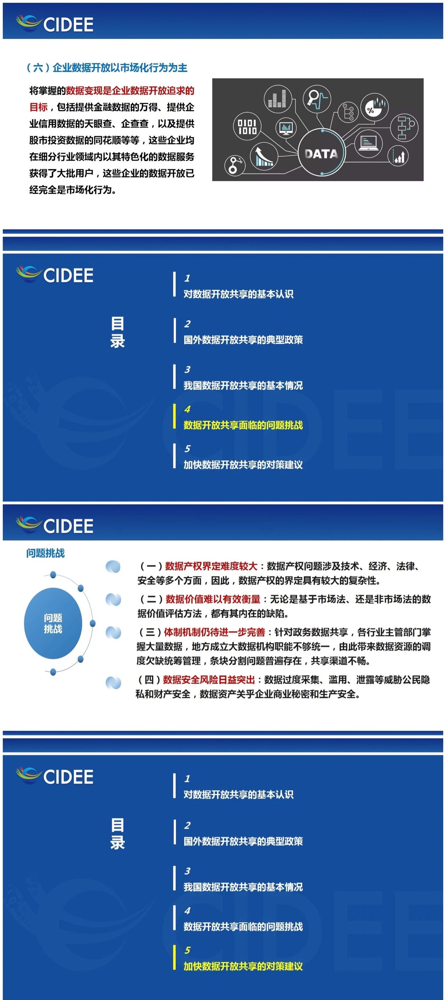 CIDEE
（六）企业数据开放以市场化行为为主
将掌握的数据变现是企业数据开放追求的
目标，包括提供金融数据的万得、提供企
业信用数据的天眼查、企查查，以及提供
股市投资数据的同花顺等等，这些企业均
在细分行业领域内以其特色化的数据服务
获得了大批用户，这些企业的数据开放已
经完全是市场化行为。
0101
1010
%
DATA
CIDEE
目
录
1
对数据开放共享的基本认识
2
国外数据开放共享的典型政策
3
我国数据开放共享的基本情况
4
数据开放共享面临的问题挑战
5
加快数据开放共享的对策建议
CIDEE
CIDEE
问题挑战
问题
挑战
（一）数据产权界定难度较大：数据产权问题涉及技术、经济、法律、
安全等多个方面，因此，数据产权的界定具有较大的复杂性。
（二）数据价值难以有效衡量：无论是基于市场法、还是非市场法的数
据价值评估方法，都有其内在的缺陷。
（三）体制机制仍待进一步完善：针对政务数据共享，各行业主管部门掌
握大量数据，地方成立大数据机构职能不够统一，由此带来数据资源的调
度欠缺统筹管理，条块分割问题普遍存在，共享渠道不畅。
（四）数据安全风险日益突出：数据过度采集、滥用、泄露等威胁公民隐
私和财产安全，数据资产关乎企业商业秘密和生产安全。
CIDEE
目
录
1
对数据开放共享的基本认识
2
国外数据开放共享的典型政策
3
我国数据开放共享的基本情况
4
数据开放共享面临的问题挑战
5
加快数据开放共享的对策建议
CIDEE